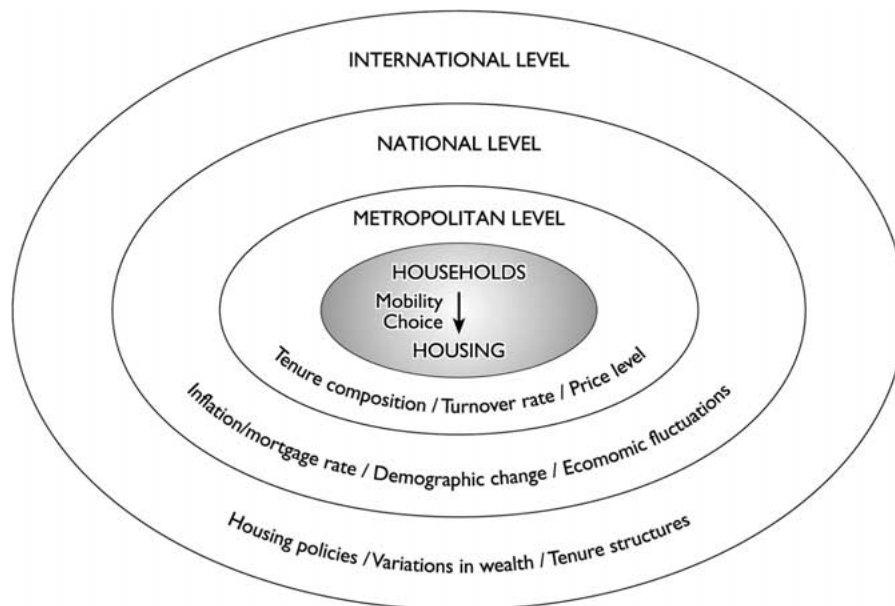 INTERNATIONAL LEVEL
NATIONAL LEVEL
METROPOLITAN LEVEL
HOUSEHOLDS
Mobility
Choice
HOUSING
Tenure composition / Turnover rate / Price level
Inflation/mortgage rate / Demographic change / Ecomomic fluctuations
Housing policies / Variations in wealth / Tenure structures